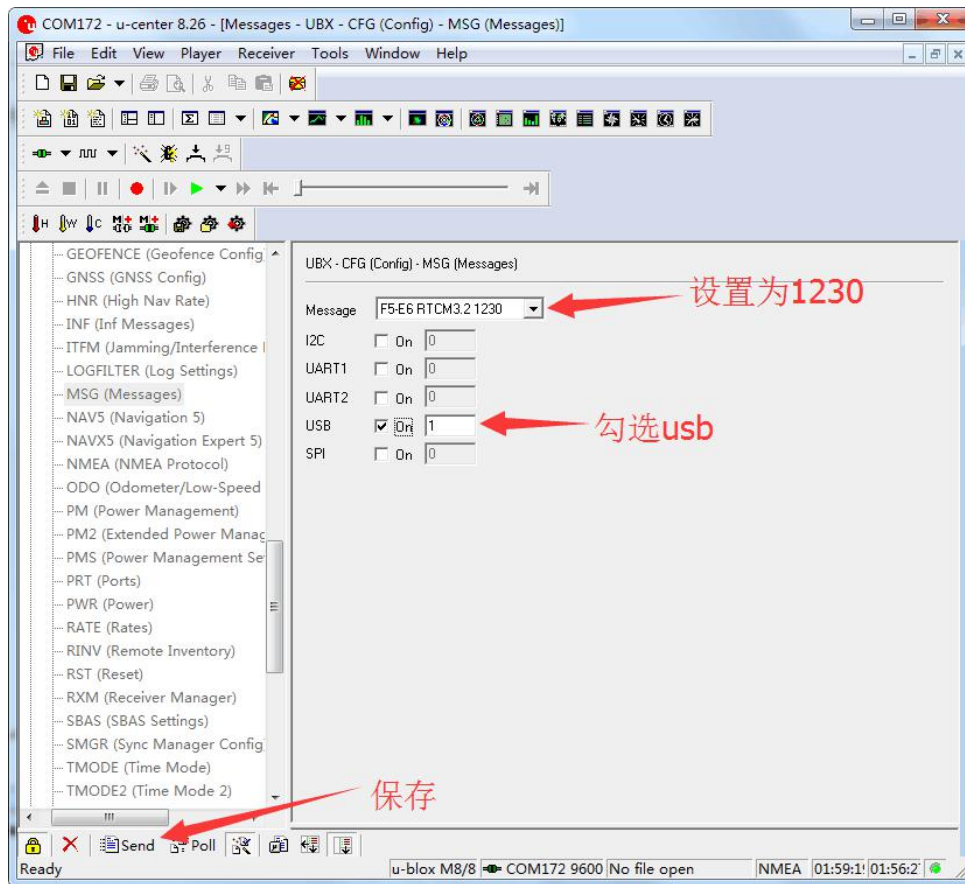 COM172 - u-center 8.26 - [Messages - UBX - CFG (Config) - MSG (Messages)]
File Edit View Player Receiver Tools Window Help
GEOFENCE (Geofence Config
GNSS (GNSS Config)
HNR (High Nav Rate)
INF (Inf Messages)
ITFM (Jamming/Interference
LOGFILTER (Log Settings)
MSG (Messages)
NAV5 (Navigation 5)
NAVX5 (Navigation Expert 5)
NMEA (NMEA Protocol)
ODO (Odometer/Low-Speed
PM (Power Management)
PM2 (Extended Power Manag
PMS (Power Management Se
PRT (Ports)
PWR (Power)
RATE (Rates)
RINV (Remote Inventory)
RST (Reset)
RXM (Receiver Manager)
SBAS (SBAS Settings)
SMGR (Sync Manager Config
TMODE (Time Mode)
TMODE2 (Time Mode 2)
UBX - CFG (Config) - MSG (Messages)
Message F5-E6 RTCM3.2 1230
设置为1230
I2C On 0
UART1 On 0
UART2 On 0
USB On 1
勾选usb
SPI On 0
保存
Send Poll
Ready u-blox M8/8 COM172 9600 No file open NMEA 01:59:1 01:56:2